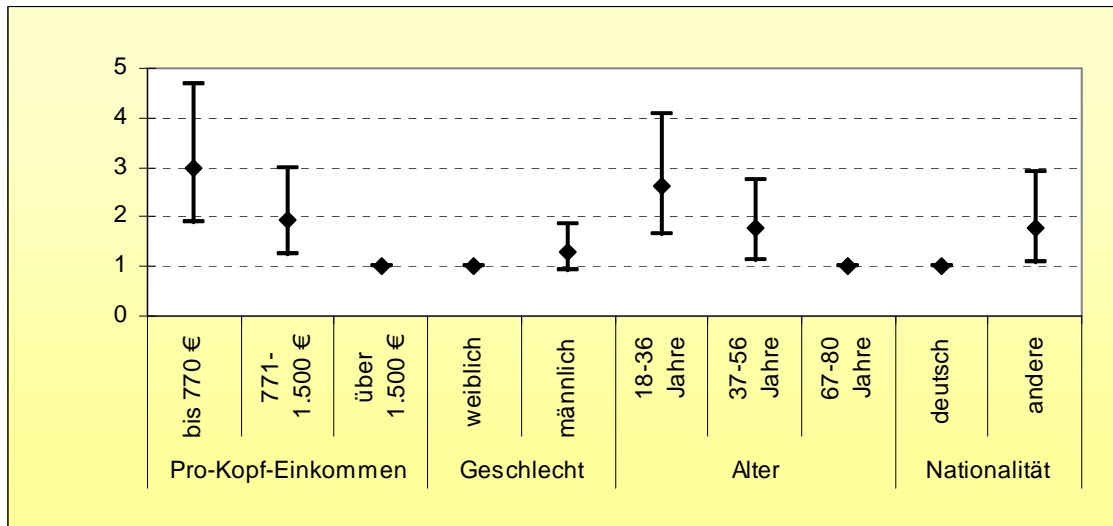 5
4
3
2
1
0
bis 770 €
771-
1.500 €
über
1.500 €
weiblich
männlich
18-36
Jahre
37-56
Jahre
67-80
Jahre
deutsch
andere
Pro-Kopf-Einkommen
Geschlecht
Alter
Nationalität